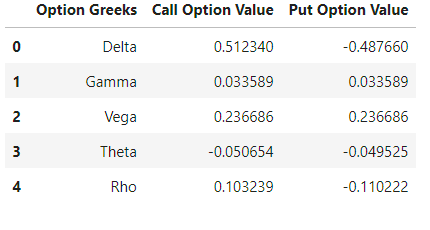 Option Greeks Call Option Value Put Option Value
0 Delta 0.512340 -0.487660
1 Gamma 0.033589 0.033589
2 Vega 0.236686 0.236686
3 Theta -0.050654 -0.049525
4 Rho 0.103239 -0.110222